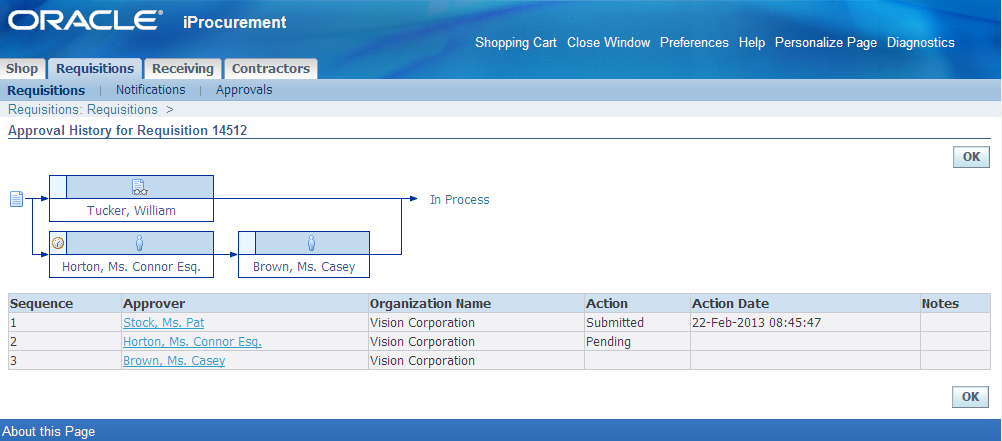 ORACLE® iProcurement
Shopping Cart Close Window Preferences Help Personalize Page Diagnostics
Shop Requisitions Receiving Contractors
Requisitions | Notifications | Approvals
Requisitions: Requisitions >
Approval History for Requisition 14512
OK
Tucker, William
In Process
Horton, Ms. Connor Esq. Brown, Ms. Casey
Sequence Approver Organization Name Action Action Date Notes
1 Stock, Ms. Pat Vision Corporation Submitted 22-Feb-2013 08:45:47
2 Horton, Ms. Connor Esq. Vision Corporation Pending
3 Brown, Ms. Casey Vision Corporation
OK
About this Page